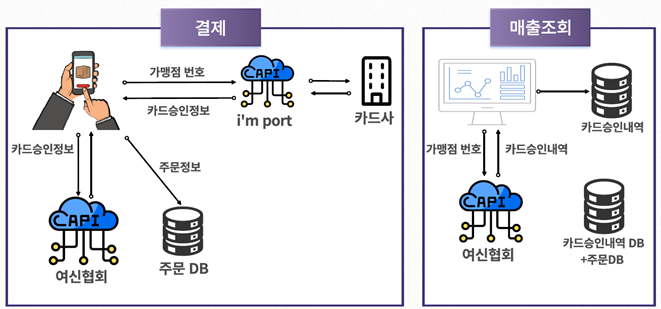 결제
가맹점 번호
카드승인정보
API
i'm port
카드사
카드승인정보
주문정보
API
여신협회
주문 DB
매출조회
카드승인내역
가맹점 번호
카드승인내역
API
여신협회
카드승인내역 DB
+주문DB